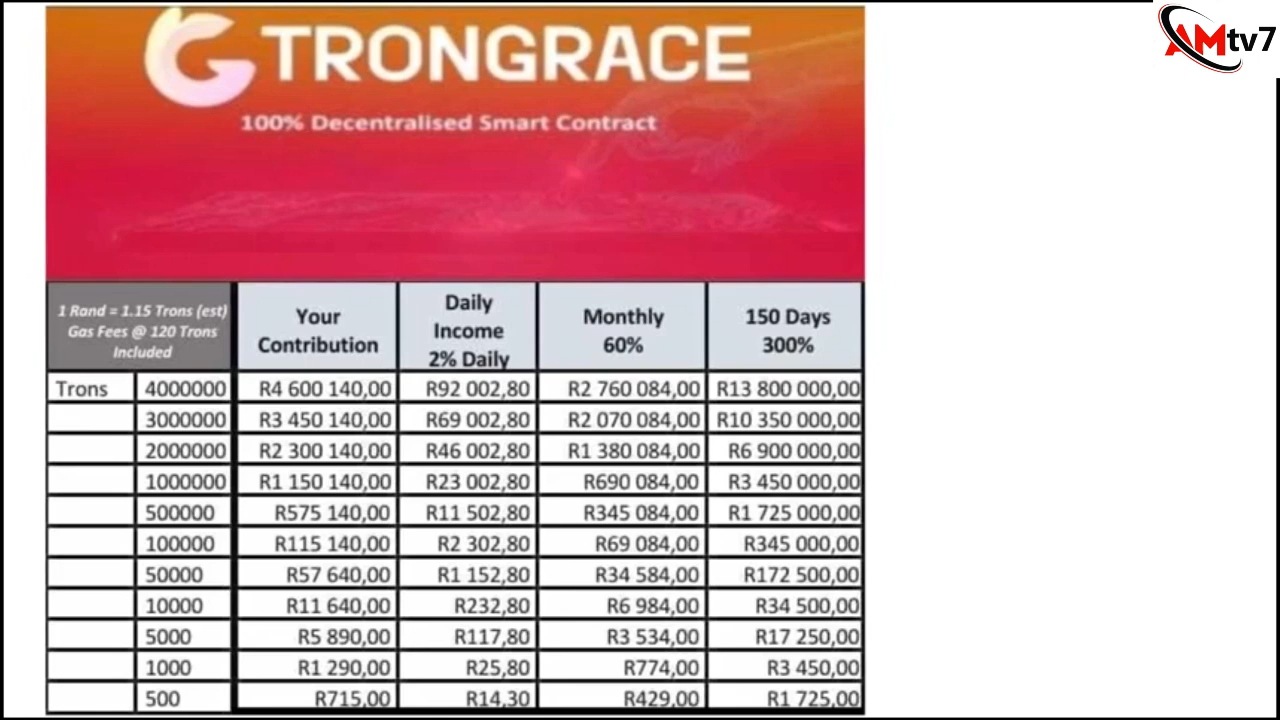 AMtv7
TRONGRACE
100% Decentralised Smart Contract
1 Rand = 1.15 Trons (est)
Gas Fees @ 120 Trons
Included
Your
Contribution
Daily
Income
2% Daily
Monthly
60%
150 Days
300%
Trons 4000000 R4 600 140,00 R92 002,80 R2 760 084,00 R13 800 000,00
3000000 R3 450 140,00 R69 002,80 R2 070 084,00 R10 350 000,00
2000000 R2 300 140,00 R46 002,80 R1 380 084,00 R6 900 000,00
1000000 R1 150 140,00 R23 002,80 R690 084,00 R3 450 000,00
500000 R575 140,00 R11 502,80 R345 084,00 R1 725 000,00
100000 R115 140,00 R2 302,80 R69 084,00 R345 000,00
50000 R57 640,00 R1 152,80 R34 584,00 R172 500,00
10000 R11 640,00 R232,80 R6 984,00 R34 500,00
5000 R5 890,00 R117,80 R3 534,00 R17 250,00
1000 R1 290,00 R25,80 R774,00 R3 450,00
500 R715,00 R14,30 R429,00 R1 725,00